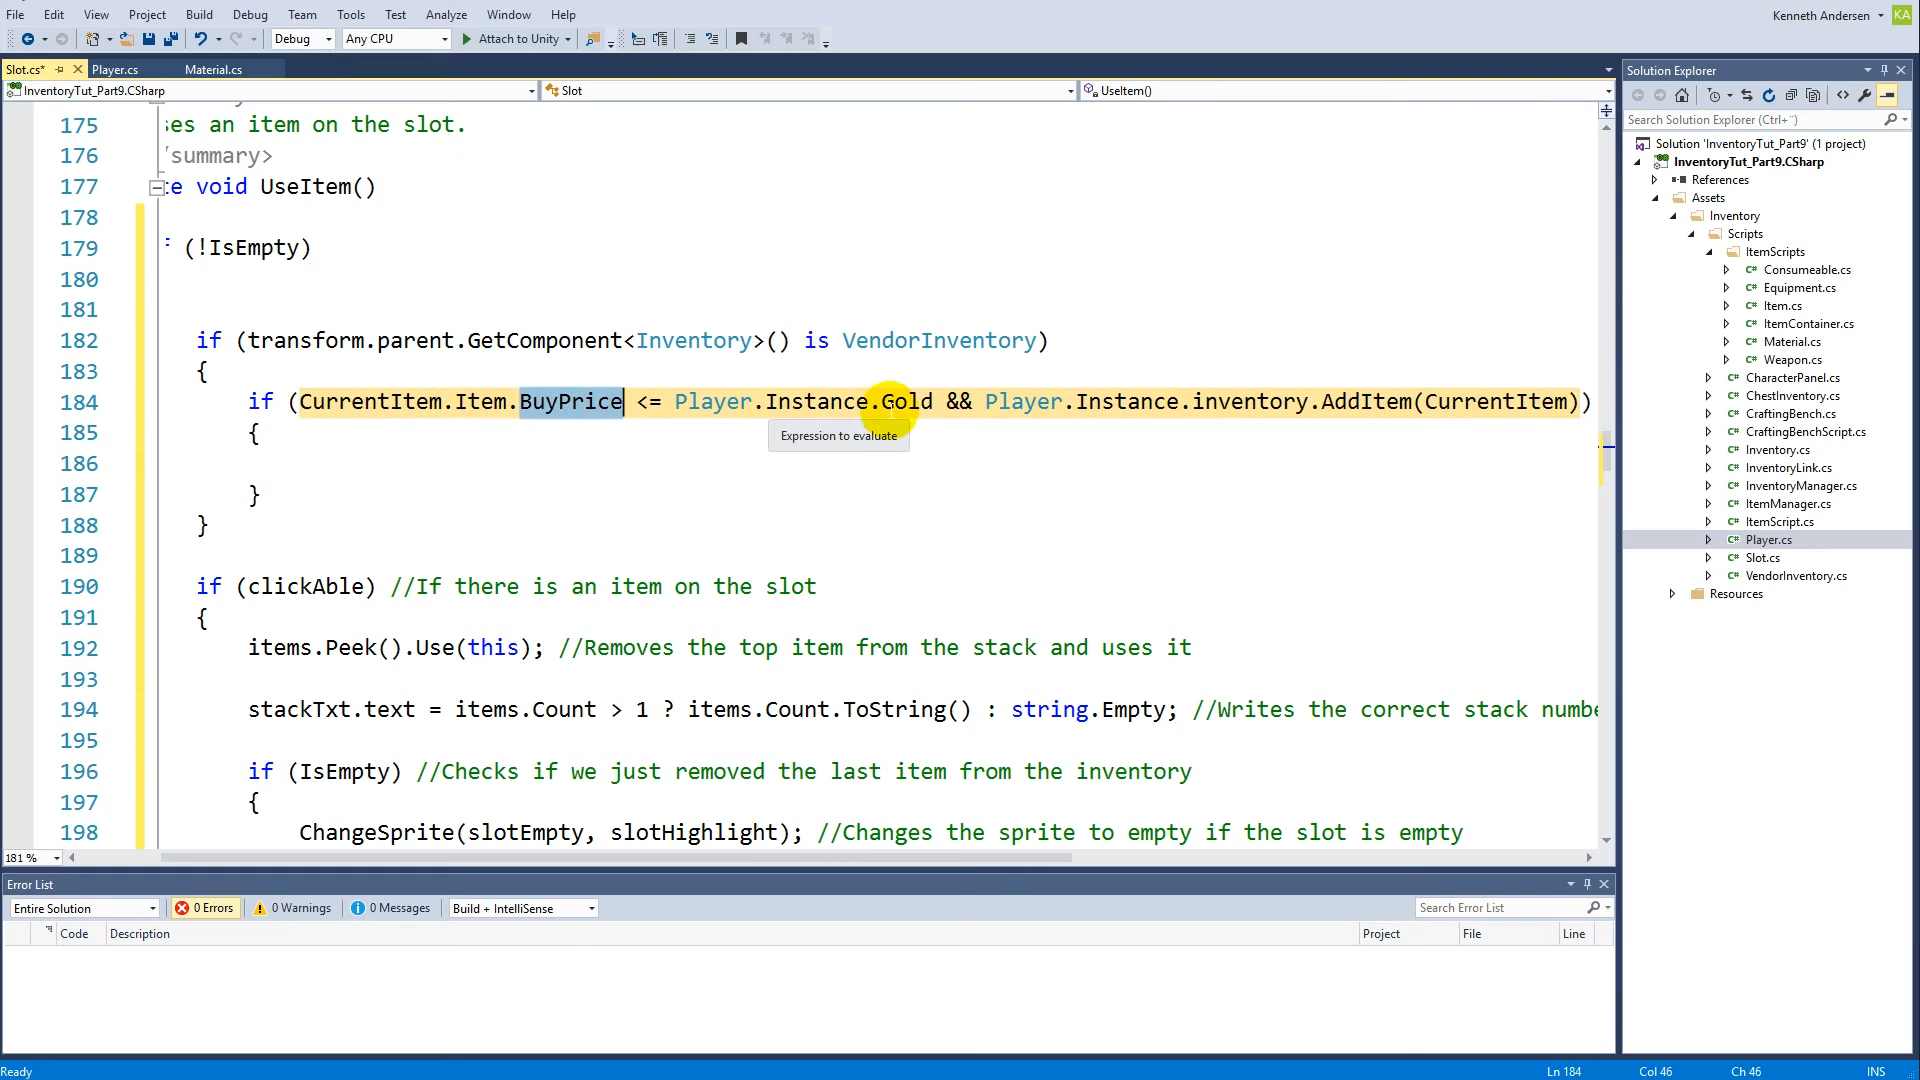 File Edit View Project Build Debug Team Tools Test Analyze Window Help
Kenneth Andersen KA
Debug Any CPU Attach to Unity
Slot.cs* Player.cs Material.cs
InventoryTut_Part9.CSharp Slot UseItem()
175 ses an item on the slot.
176 /summary>
177 te void UseItem()
178
179 f (!IsEmpty)
180
181
182 if (transform.parent.GetComponent<Inventory>() is VendorInventory)
183 {
184 if (CurrentItem.Item.BuyPrice <= Player.Instance.Gold && Player.Instance.inventory.AddItem(CurrentItem))
185 {
Expression to evaluate
186
187 }
188 }
189
190 if (clickAble) //If there is an item on the slot
191 {
192 items.Peek().Use(this); //Removes the top item from the stack and uses it
193
194 stackTxt.text = items.Count > 1 ? items.Count.ToString() : string.Empty; //Writes the correct stack numbe
195
196 if (IsEmpty) //Checks if we just removed the last item from the inventory
197 {
198 ChangeSprite(slotEmpty, slotHighlight); //Changes the sprite to empty if the slot is empty
181 %
Solution Explorer
Search Solution Explorer (Ctrl+¨)
Solution 'InventoryTut_Part9' (1 project)
InventoryTut_Part9.CSharp
References
Assets
Inventory
Scripts
ItemScripts
C# Consumeable.cs
C# Equipment.cs
C# Item.cs
C# ItemContainer.cs
C# Material.cs
C# Weapon.cs
C# CharacterPanel.cs
C# ChestInventory.cs
C# CraftingBench.cs
C# CraftingBenchScript.cs
C# Inventory.cs
C# InventoryLink.cs
C# InventoryManager.cs
C# ItemManager.cs
C# ItemScript.cs
C# Player.cs
C# Slot.cs
C# VendorInventory.cs
Resources
Error List
Entire Solution 0 Errors 0 Warnings 0 Messages Build + IntelliSense Search Error List
Code Description Project File Line
Ready Ln 184 Col 46 Ch 46 INS